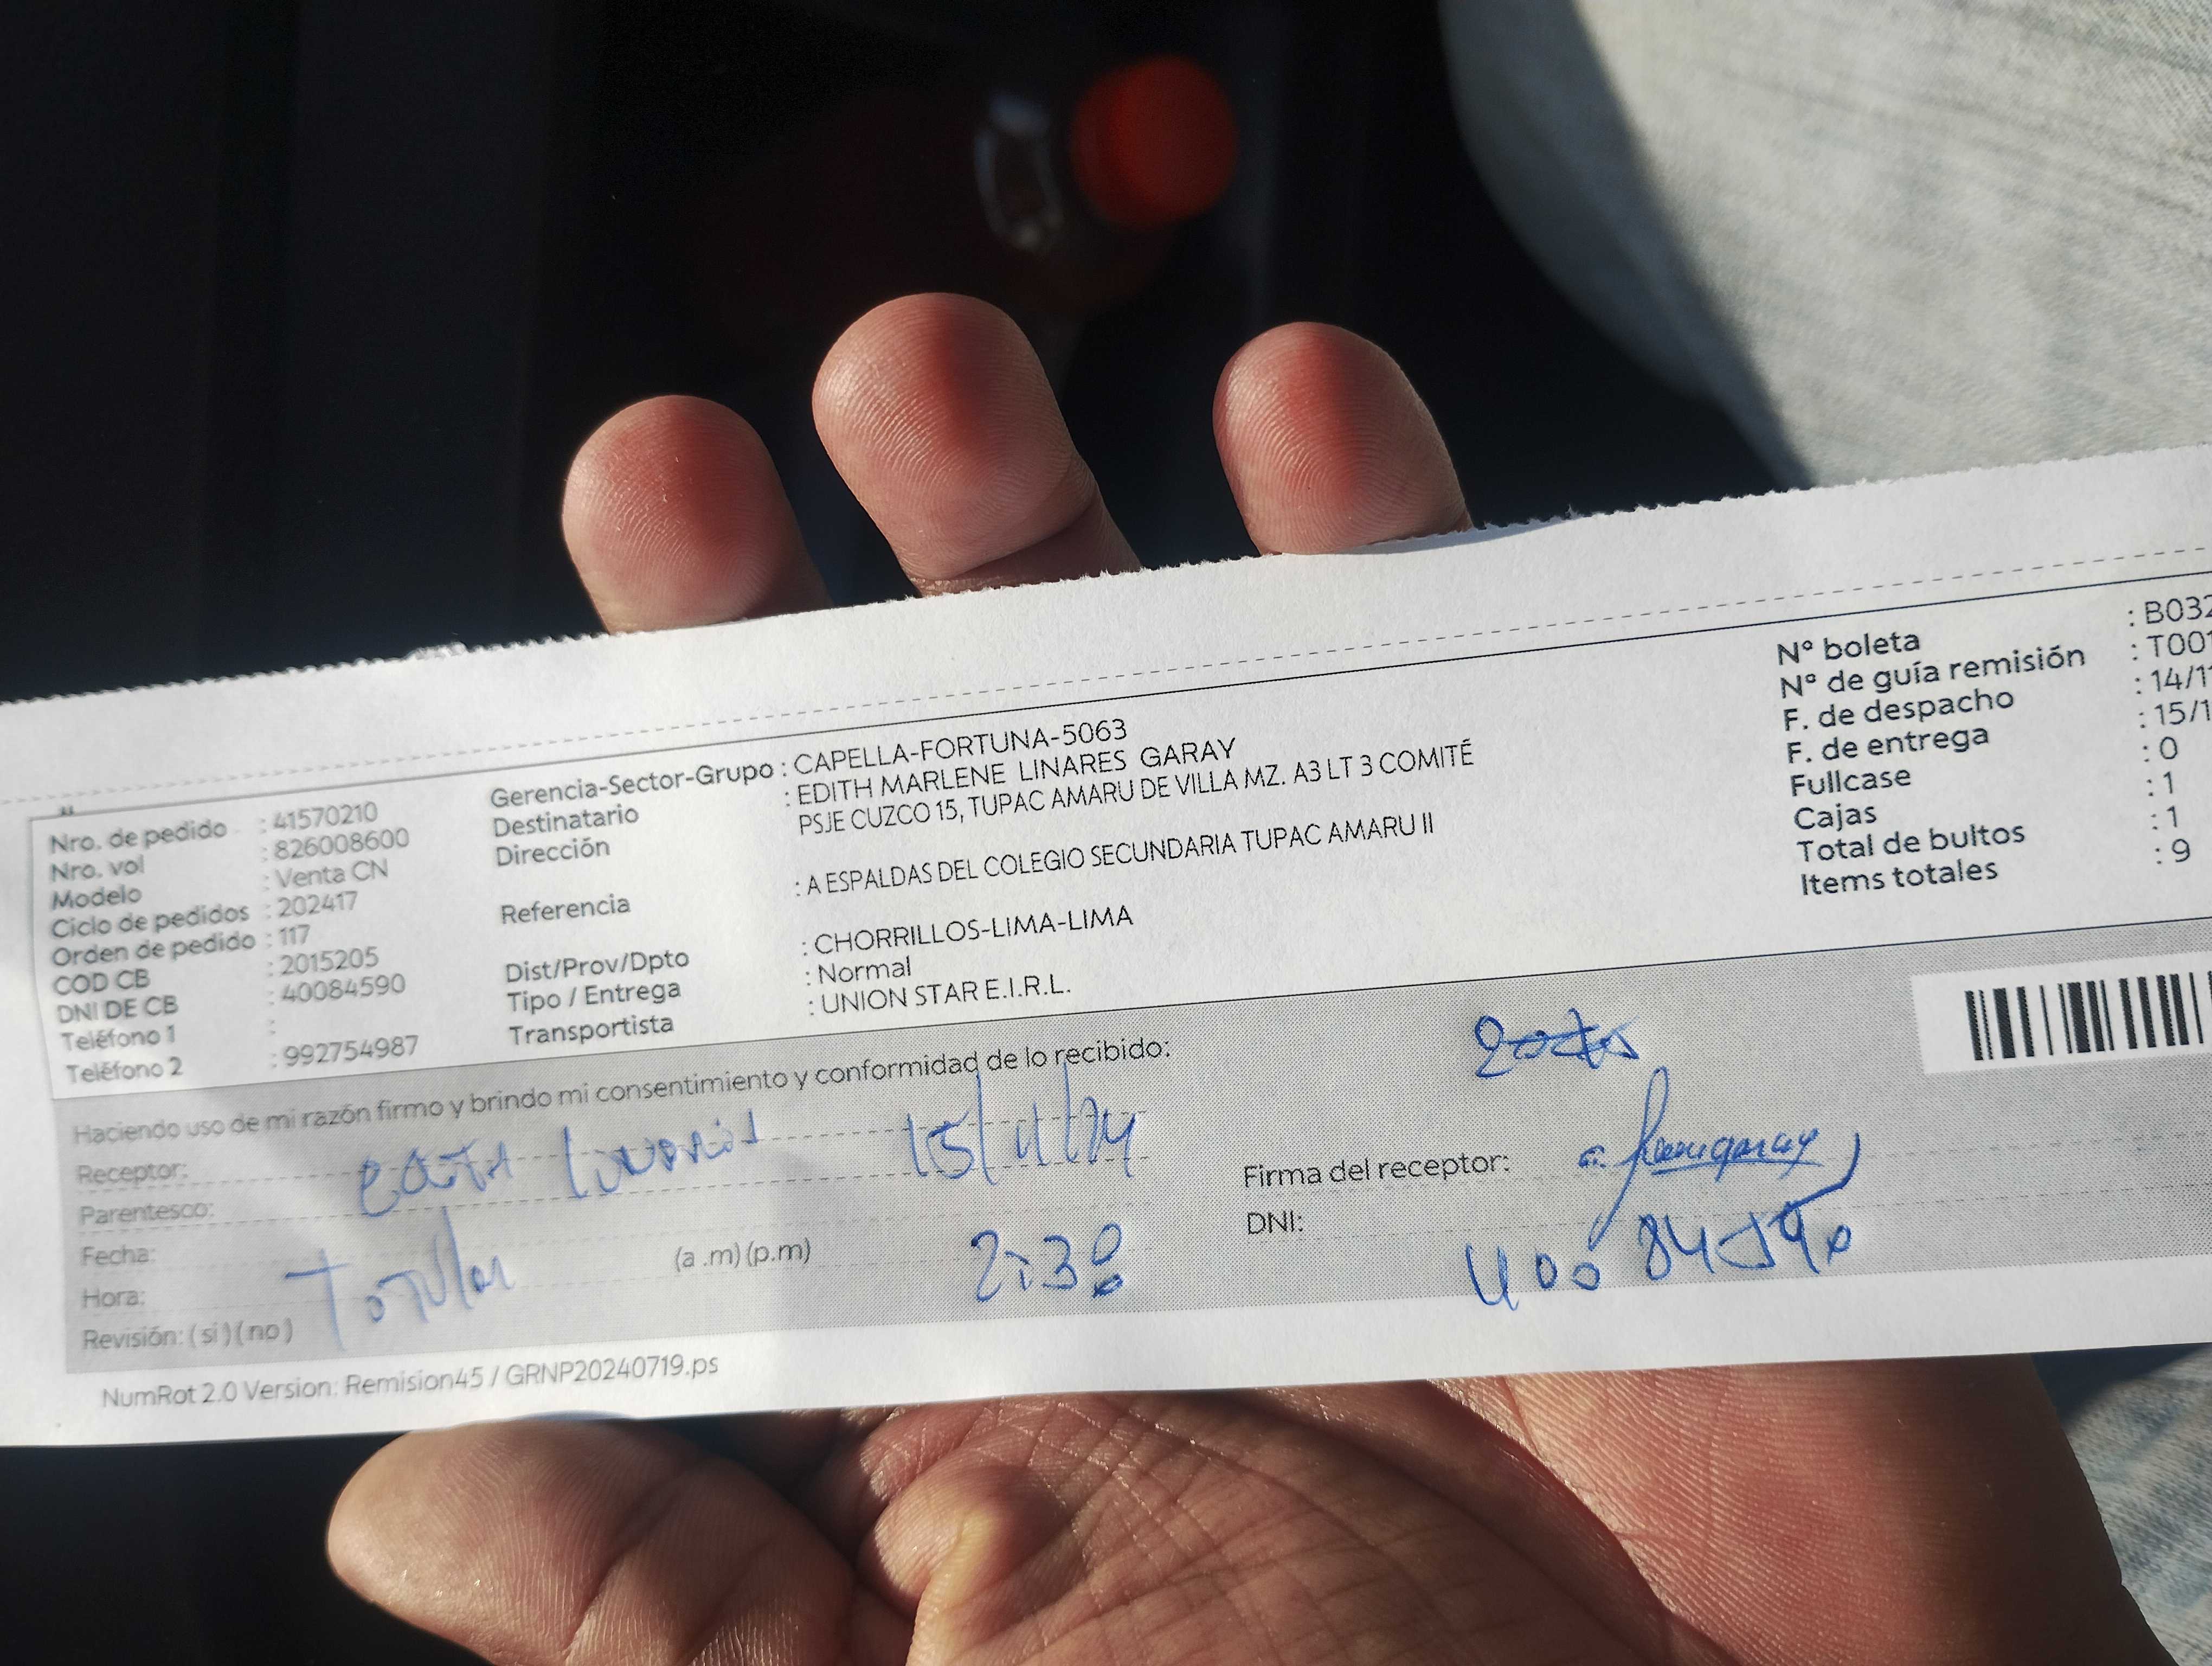 Nro. de pedido : 41570210
Nro. vol : 826008600
Modelo : Venta CN
Ciclo de pedidos : 202417
Orden de pedido : 117
COD CB : 2015205
DNI DE CB : 40084590
Teléfono 1 :
Teléfono 2 : 992754987
Gerencia-Sector-Grupo : CAPELLA-FORTUNA-5063
Destinatario : EDITH MARLENE LINARES GARAY
Dirección PSJE CUZCO 15, TUPAC AMARU DE VILLA MZ. A3 LT 3 COMITÉ
Referencia : A ESPALDAS DEL COLEGIO SECUNDARIA TUPAC AMARU II
Dist/Prov/Dpto : CHORRILLOS-LIMA-LIMA
Tipo / Entrega : Normal
Transportista : UNION STAR E.I.R.L.
Nº boleta : B032
Nº de guía remisión : T001
F. de despacho : 14/11
F. de entrega : 15/1
Fullcase : 0
Cajas : 1
Total de bultos : 1
Items totales : 9
Haciendo uso de mi razón firmo y brindo mi consentimiento y conformidad de lo recibido:
Receptor: 15/11/24
Parentesco:
Fecha:
Hora: (a .m) (p.m) 2:30
Revisión: ( si ) ( no )
Firma del receptor:
DNI: 40084590
NumRot 2.0 Version: Remision45 / GRNP20240719.ps